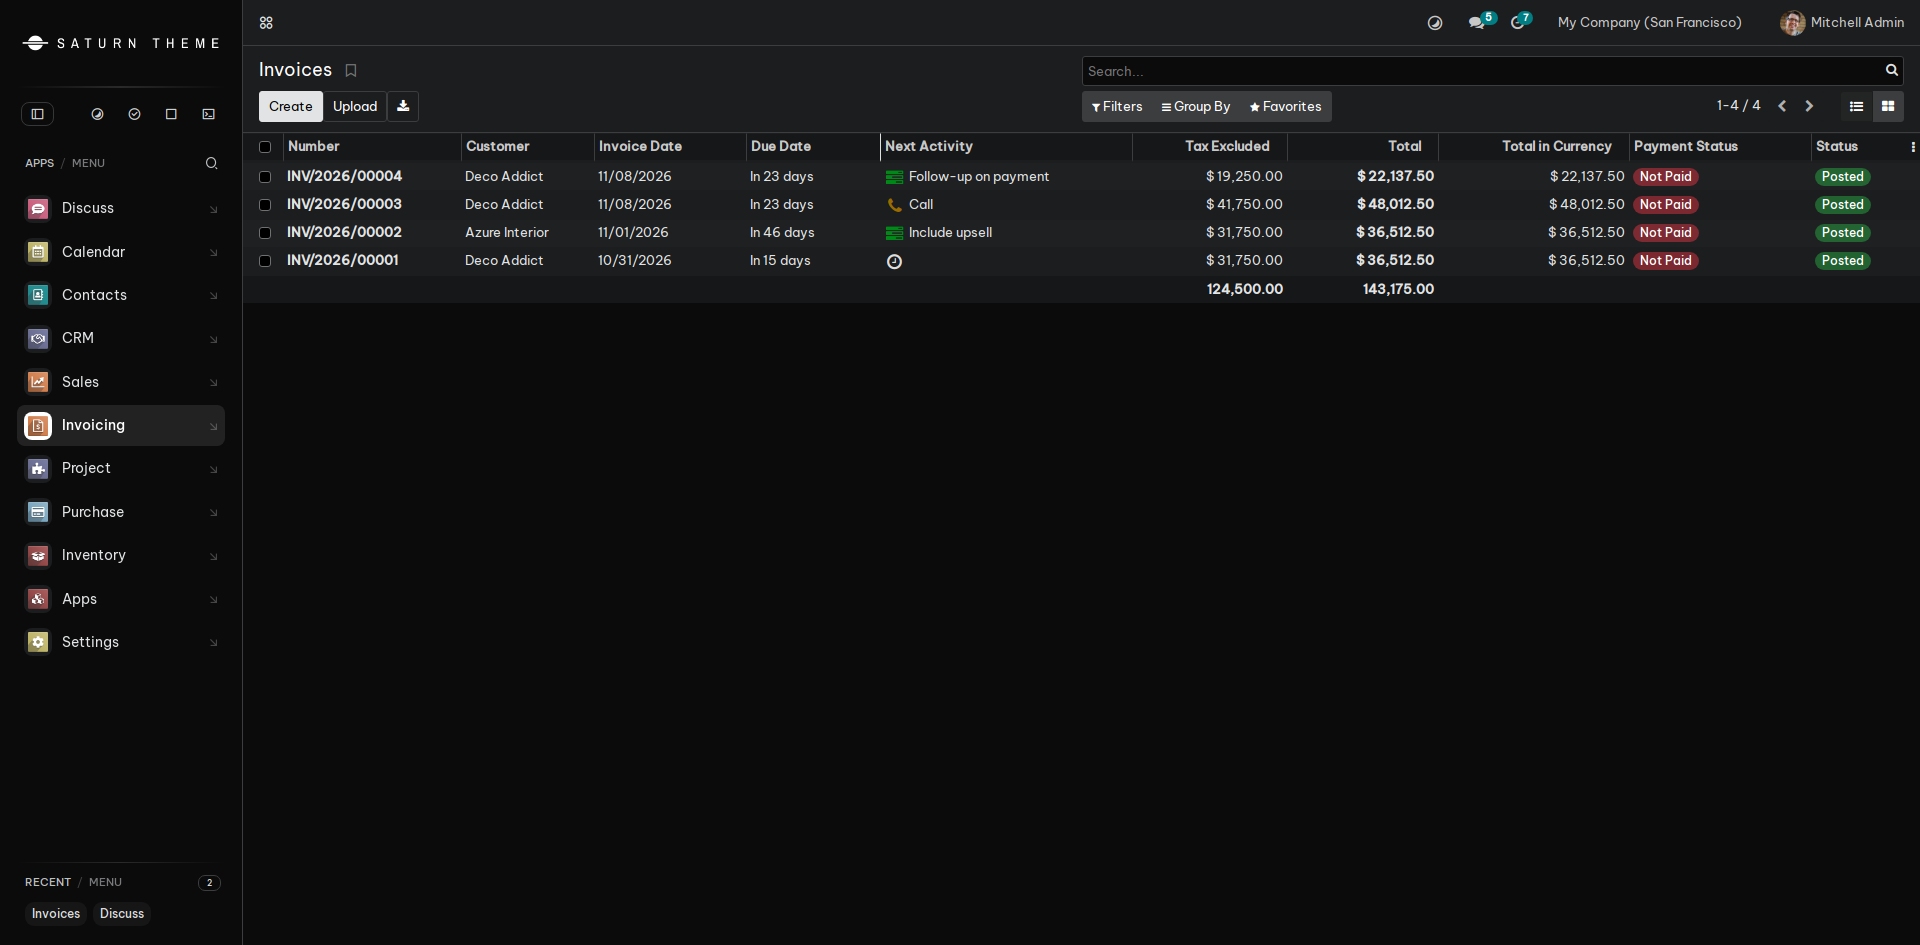 SATURN THEME
APPS / MENU
Discuss
Calendar
Contacts
CRM
Sales
Invoicing
Project
Purchase
Inventory
Apps
Settings
RECENT / MENU
2
Invoices Discuss
5 7 My Company (San Francisco) Mitchell Admin
Invoices
Search...
Create Upload
Filters Group By Favorites
1-4 / 4
Number Customer Invoice Date Due Date Next Activity Tax Excluded Total Total in Currency Payment Status Status
INV/2026/00004 Deco Addict 11/08/2026 In 23 days Follow-up on payment $ 19,250.00 $ 22,137.50 $ 22,137.50 Not Paid Posted
INV/2026/00003 Deco Addict 11/08/2026 In 23 days Call $ 41,750.00 $ 48,012.50 $ 48,012.50 Not Paid Posted
INV/2026/00002 Azure Interior 11/01/2026 In 46 days Include upsell $ 31,750.00 $ 36,512.50 $ 36,512.50 Not Paid Posted
INV/2026/00001 Deco Addict 10/31/2026 In 15 days $ 31,750.00 $ 36,512.50 $ 36,512.50 Not Paid Posted
124,500.00 143,175.00